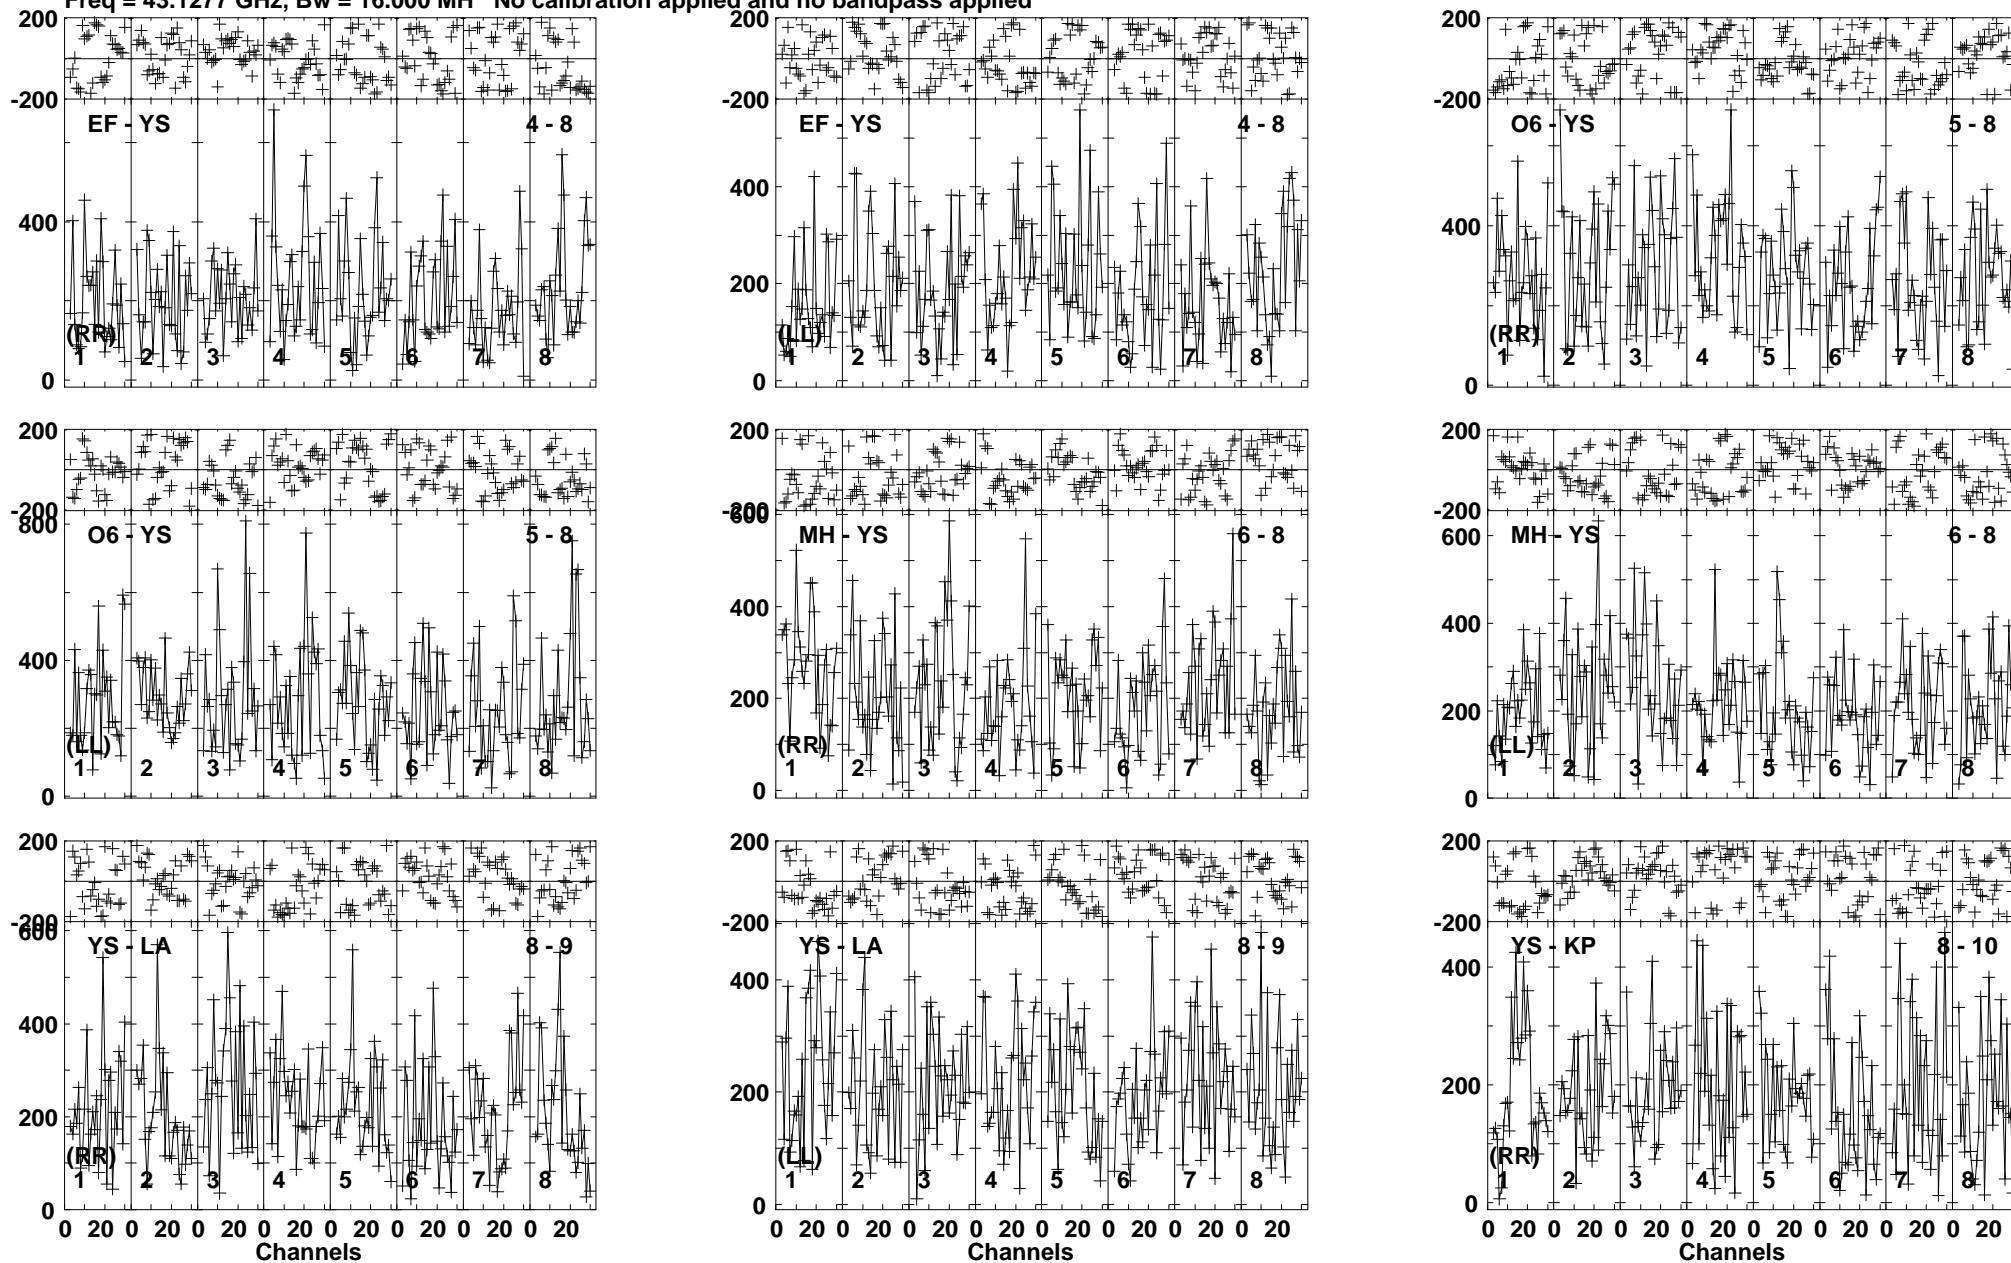 Freq = 43.1277 GHz, Bw = 16.000 MH No calibration applied and no bandpass applied
200 200 200
-200 -200 -200
EF - YS 4 - 8 EF - YS 4 - 8 O6 - YS 5 - 8
400 400 400
200
(RR) (LL) (RR)
1 2 3 4 5 6 7 8 1 2 3 4 5 6 7 8 1 2 3 4 5 6 7 8
0 0 0
200 200 200
-200 -200 -200
800 600 600
O6 - YS 5 - 8 MH - YS 6 - 8 MH - YS 6 - 8
400 400 400
200 200
(LL) (RR) (LL)
1 2 3 4 5 6 7 8 1 2 3 4 5 6 7 8 1 2 3 4 5 6 7 8
0 0 0
200 200 200
-200 -200 -200
600
YS - LA 8 - 9 YS - LA 8 - 9 YS - KP 8 - 10
400 400 400
200 200 200
(RR) (LL) (RR)
1 2 3 4 5 6 7 8 1 2 3 4 5 6 7 8 1 2 3 4 5 6 7 8
0 0 0
0 20 0 20 0 20 0 20 0 20 0 20 0 20 0 20 0 20 0 20 0 20 0 20 0 20 0 20 0 20 0 20 0 20 0 20 0 20 0 20 0 20 0 20 0 20 0 20
Channels Channels Channels